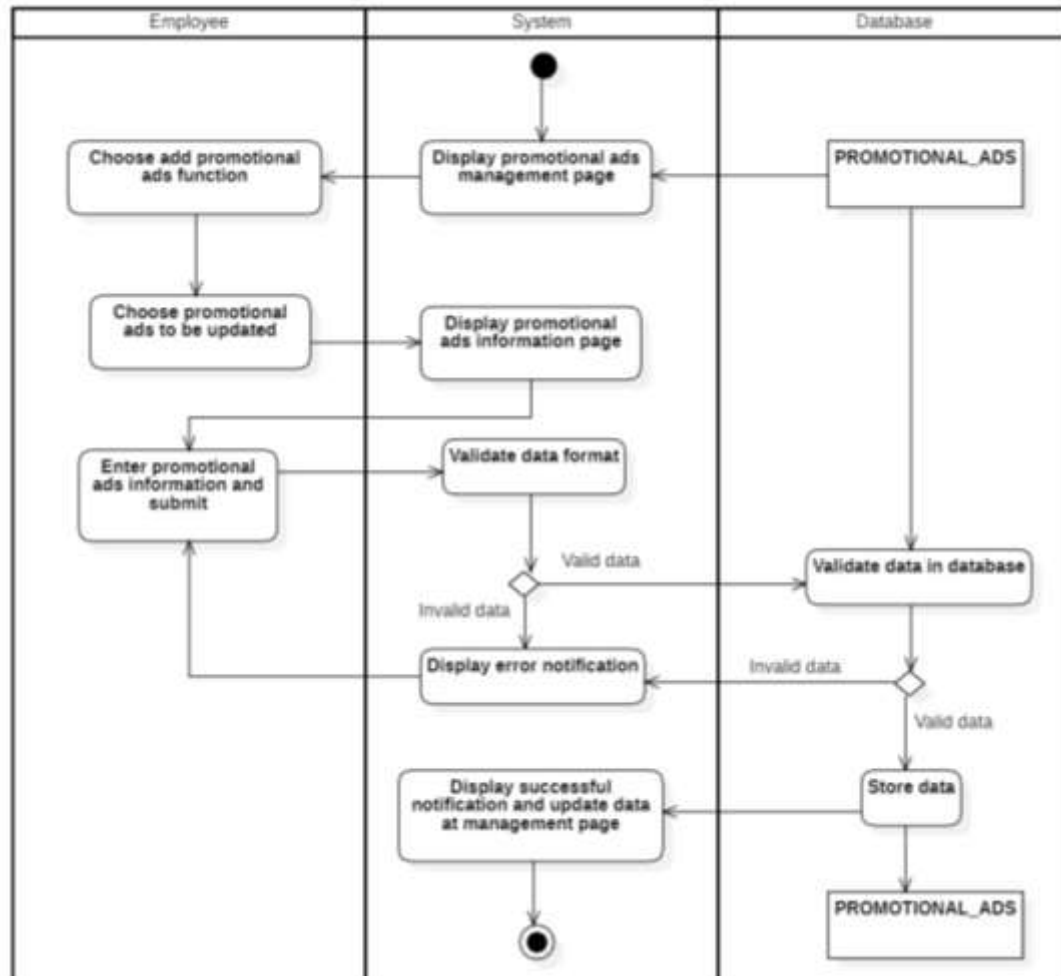 Employee
System
Database
Choose add promotional
ads function
Display promotional ads
management page
PROMOTIONAL_ADS
Choose promotional
ads to be updated
Display promotional
ads information page
Enter promotional
ads information and
submit
Validate data format
Valid data
Validate data in database
Invalid data
Display error notification
Invalid data
Valid data
Display successful
notification and update data
at management page
Store data
PROMOTIONAL_ADS